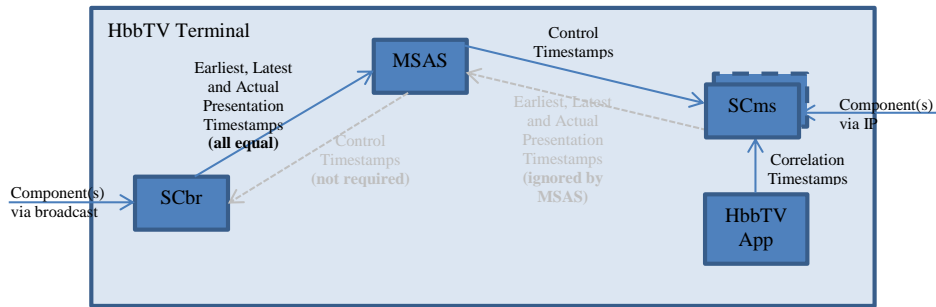 HbbTV Terminal
MSAS
Control
Timestamps
Earliest, Latest
and Actual
Presentation
Timestamps
(all equal)
Earliest, Latest
and Actual
Presentation
Timestamps
(ignored by
MSAS)
Control
Timestamps
(not required)
SCms
Component(s)
via IP
Correlation
Timestamps
Component(s)
via broadcast
SCbr
HbbTV
App